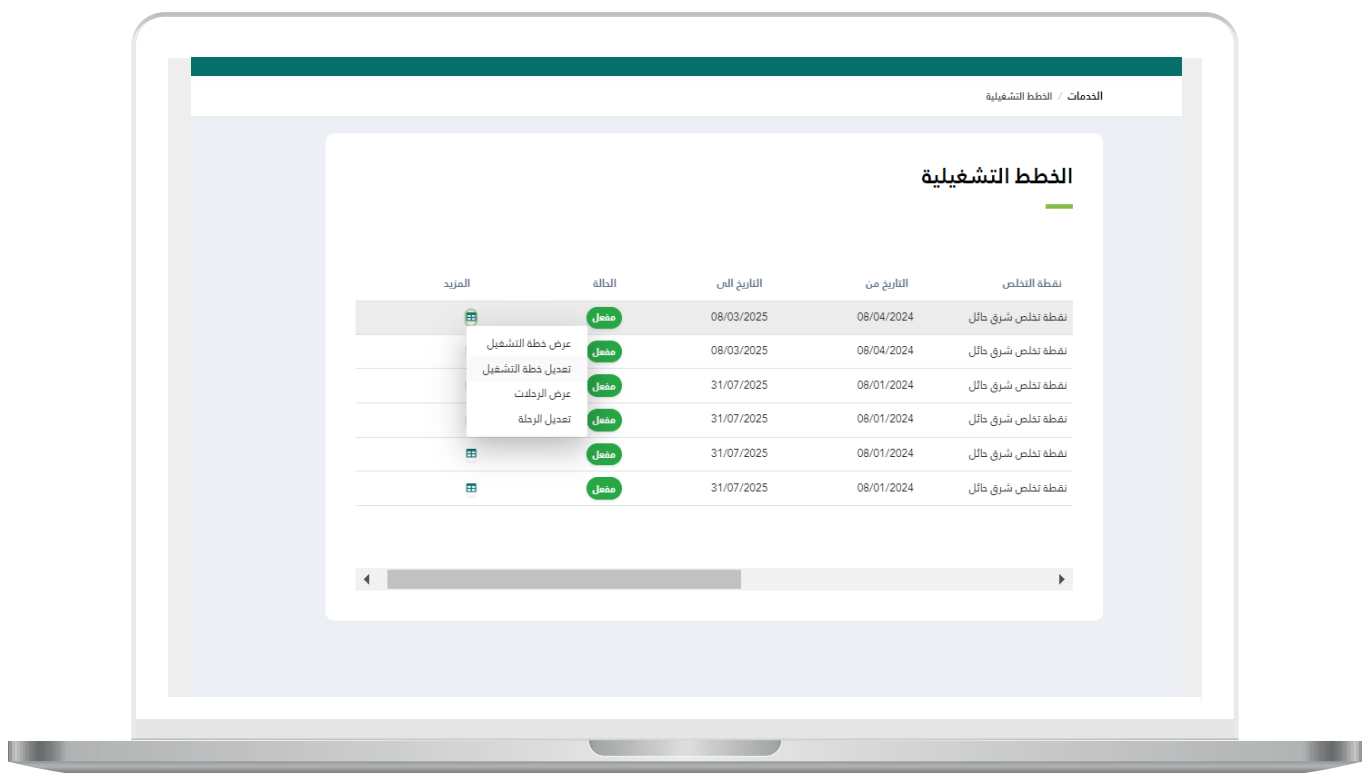 الخدمات / الخطط التشغيلية
الخطط التشغيلية
نقطة التخلص التاريخ من التاريخ الى الحالة المزيد
نقطة تخلص شرق حائل 08/04/2024 08/03/2025 مفعل
نقطة تخلص شرق حائل 08/04/2024 08/03/2025 مفعل
نقطة تخلص شرق حائل 08/01/2024 31/07/2025 مفعل
نقطة تخلص شرق حائل 08/01/2024 31/07/2025 مفعل
نقطة تخلص شرق حائل 08/01/2024 31/07/2025 مفعل
نقطة تخلص شرق حائل 08/01/2024 31/07/2025 مفعل
عرض خطة التشغيل
تعديل خطة التشغيل
عرض الرحلات
تعديل الرحلة